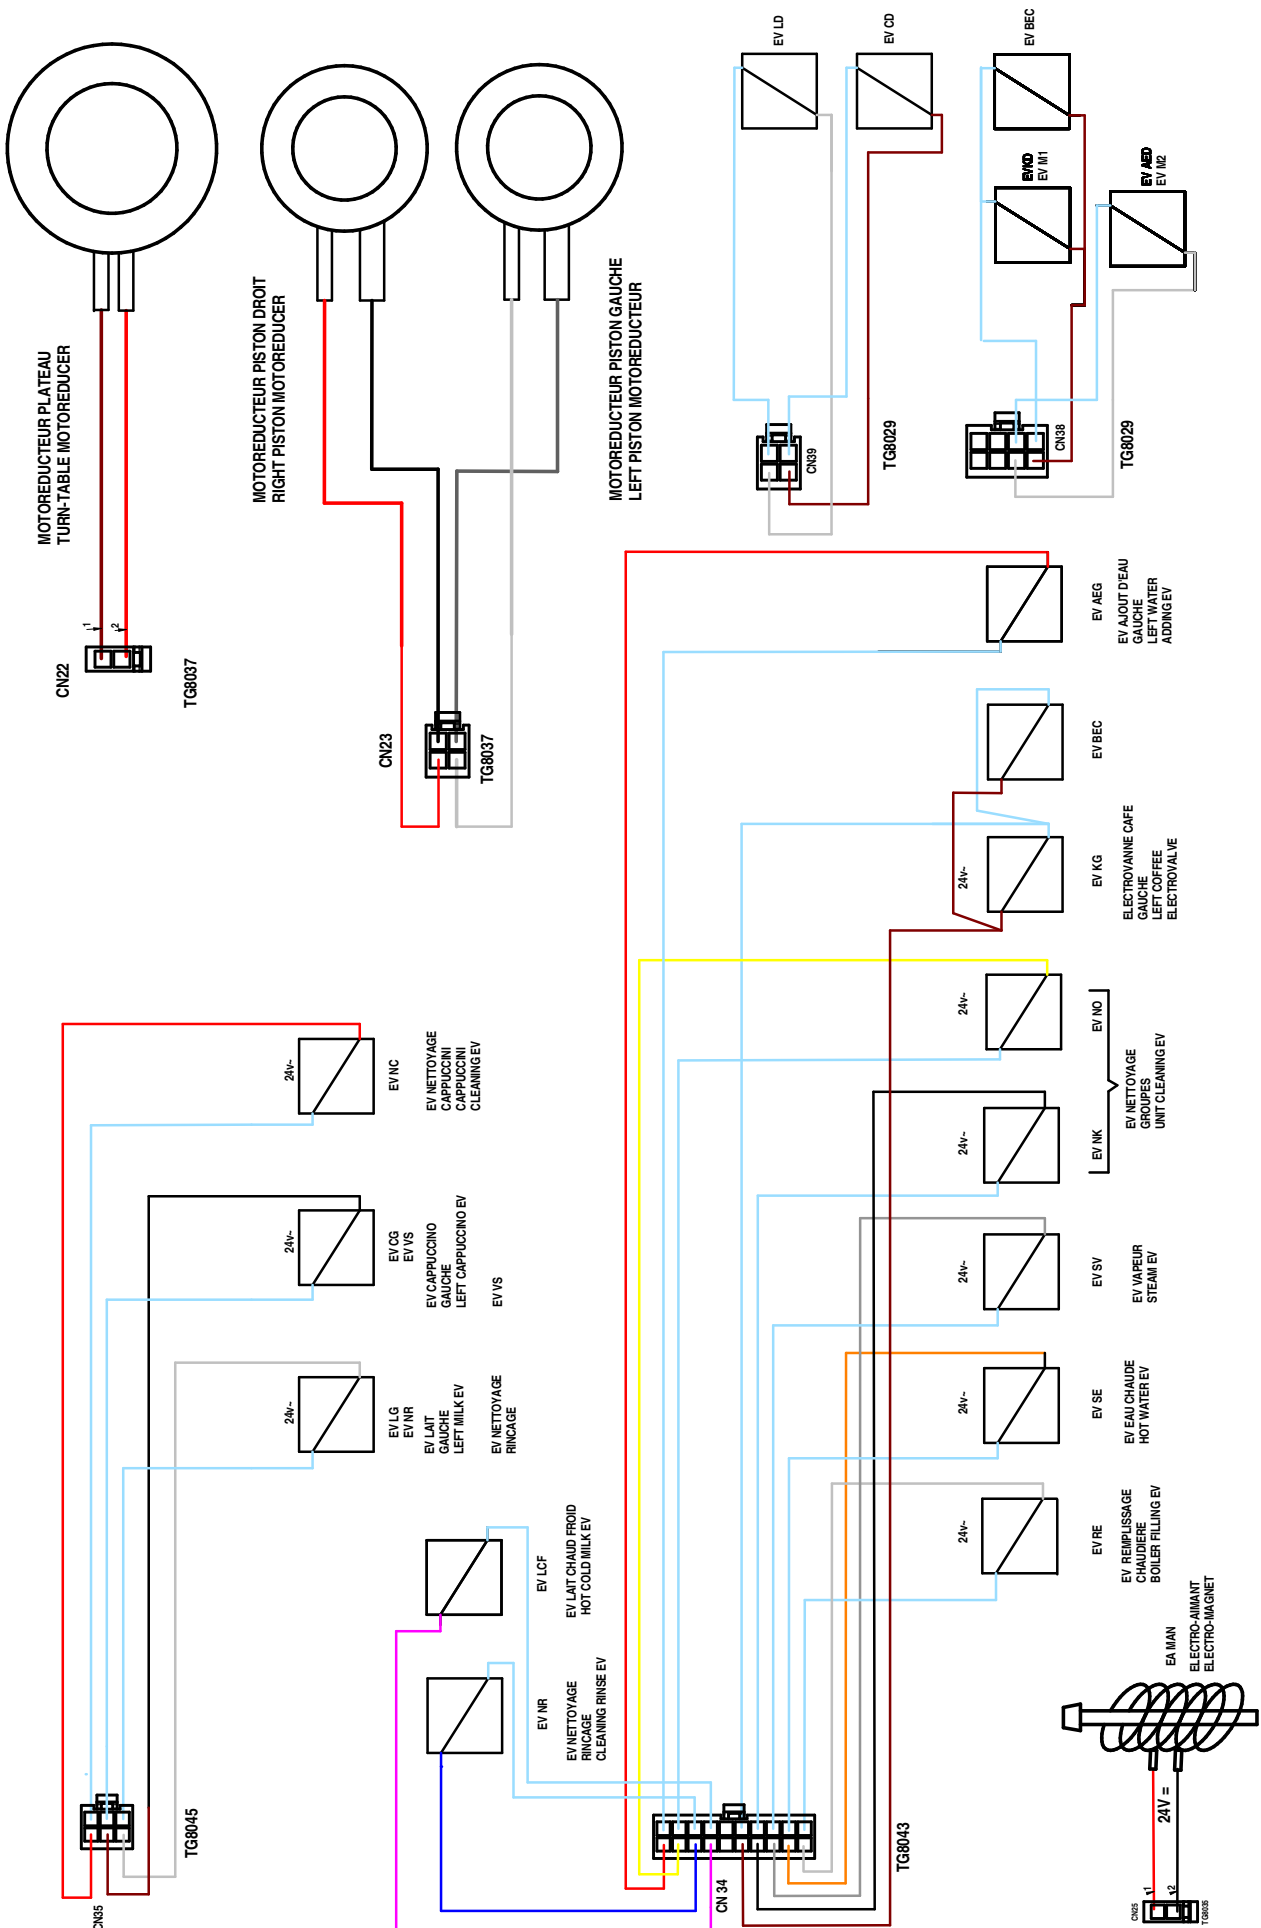 MOTOREDUCTEUR PLATEAU
TURN-TABLE MOTOREDUCER
1
2
CN22
TG8037
MOTOREDUCTEUR PISTON DROIT
RIGHT PISTON MOTOREDUCER
CN23
TG8037
MOTOREDUCTEUR PISTON GAUCHE
LEFT PISTON MOTOREDUCTEUR
EV LD
EV CD
CN39
TG8029
EV BEC
EV M1
EV AED
EV M2
CN38
TG8029
EV AEG
EV AJOUT D'EAU
GAUCHE
LEFT WATER
ADDING EV
EV BEC
24v~
EV KG
ELECTROVANNE CAFE
GAUCHE
LEFT COFFEE
ELECTROVALVE
24v~
EV NO
24v~
EV NK
EV NETTOYAGE
GROUPES
UNIT CLEANING EV
24v~
EV SV
EV VAPEUR
STEAM EV
24v~
EV SE
EV EAU CHAUDE
HOT WATER EV
24v~
EV RE
EV REMPLISSAGE
CHAUDIERE
BOILER FILLING EV
24v~
EV NC
EV NETTOYAGE
CAPPUCCINI
CAPPUCCINI
CLEANING EV
24v~
EV CG
EV VS
EV CAPPUCCINO
GAUCHE
LEFT CAPPUCCINO EV
EV VS
24v~
EV LG
EV NR
EV LAIT
GAUCHE
LEFT MILK EV
EV NETTOYAGE
RINCAGE
CN35
TG8045
EV LCF
EV LAIT CHAUD FROID
HOT COLD MILK EV
EV NR
EV NETTOYAGE
RINCAGE
CLEANING RINSE EV
CN 34
TG8043
EA MAN
ELECTRO-AIMANT
ELECTRO-MAGNET
24V =
1
2
CN25
TG8035